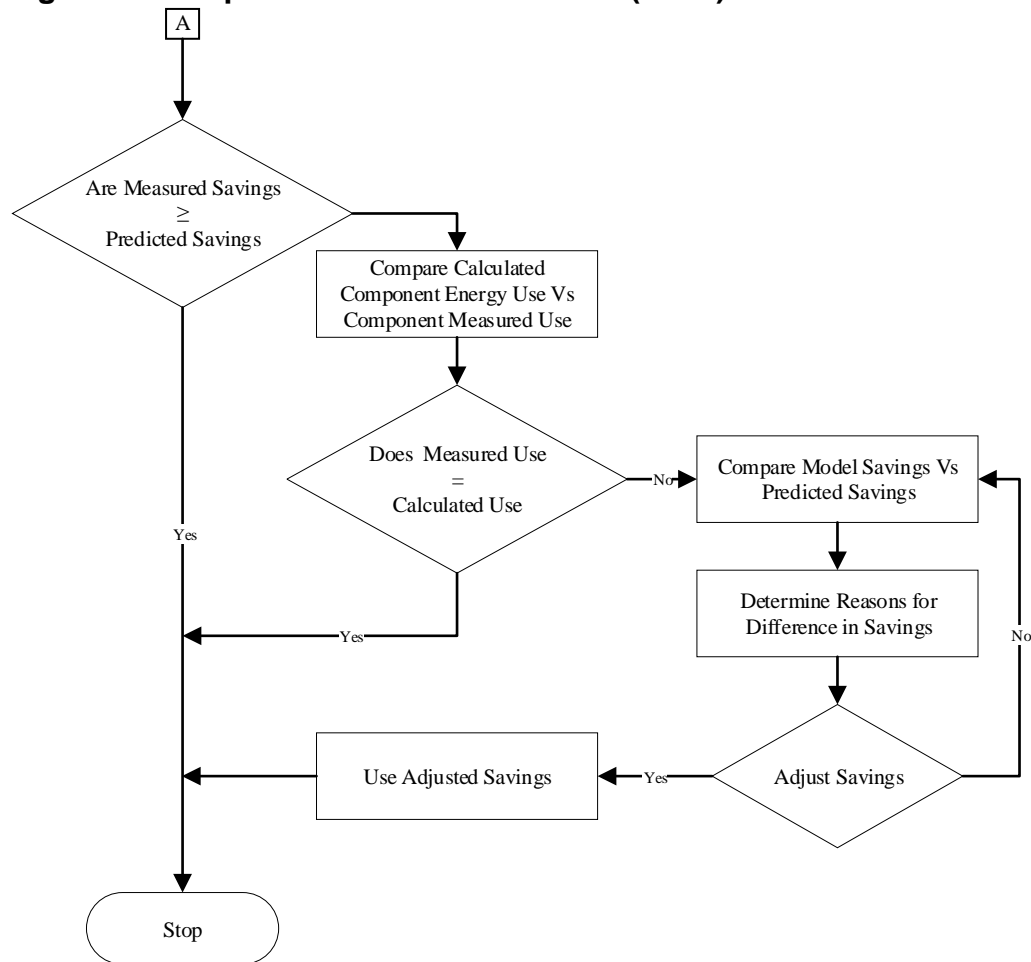 A
Are Measured Savings
≥
Predicted Savings
Compare Calculated
Component Energy Use Vs
Component Measured Use
Does Measured Use
=
Calculated Use
No
Compare Model Savings Vs
Predicted Savings
Yes
Determine Reasons for
Difference in Savings
Yes
No
Use Adjusted Savings
Yes
Adjust Savings
Stop